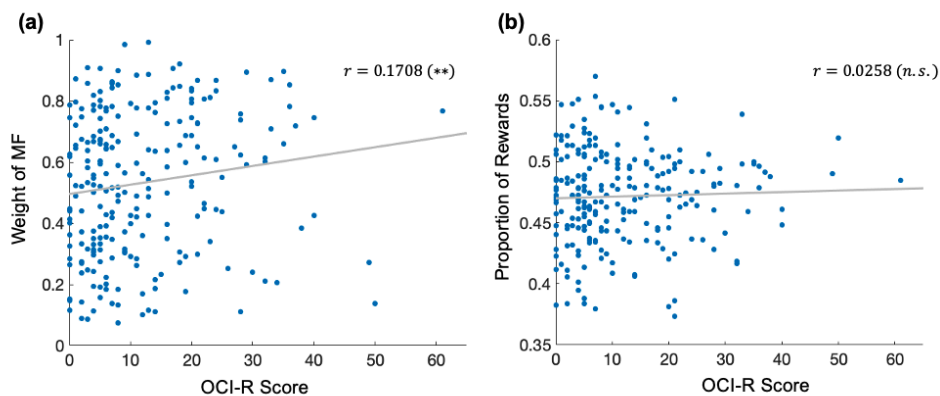 (a)
1
0.8
0.6
0.4
0.2
0
Weight of MF
r = 0.1708 (**)
0 10 20 30 40 50 60
OCI-R Score
(b)
0.6
0.55
0.5
0.45
0.4
0.35
Proportion of Rewards
r = 0.0258 (n.s.)
0 10 20 30 40 50 60
OCI-R Score